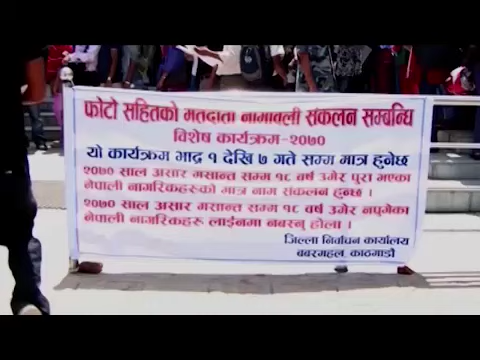 फोटो सहितको मतदाता नामावली संकलन सम्बन्धि
विशेष कार्यक्रम-२०७०
यो कार्यक्रम भाद्र १ देखि ७ गते सम्म मात्र हुनेछ
२०७० साल असार मसान्त सम्म १८ वर्ष उमेर पुरा भएका
नेपाली नागरिकहरुको मात्र नाम संकलन हुन्छ ।
२०७० साल असार मसान्त सम्म १८ वर्ष उमेर नपुगेका
नेपाली नागरिकहरु लाईनमा नबस्नु होला ।
जिल्ला निर्वाचन कार्यालय
बबरमहल, काठमाडौं